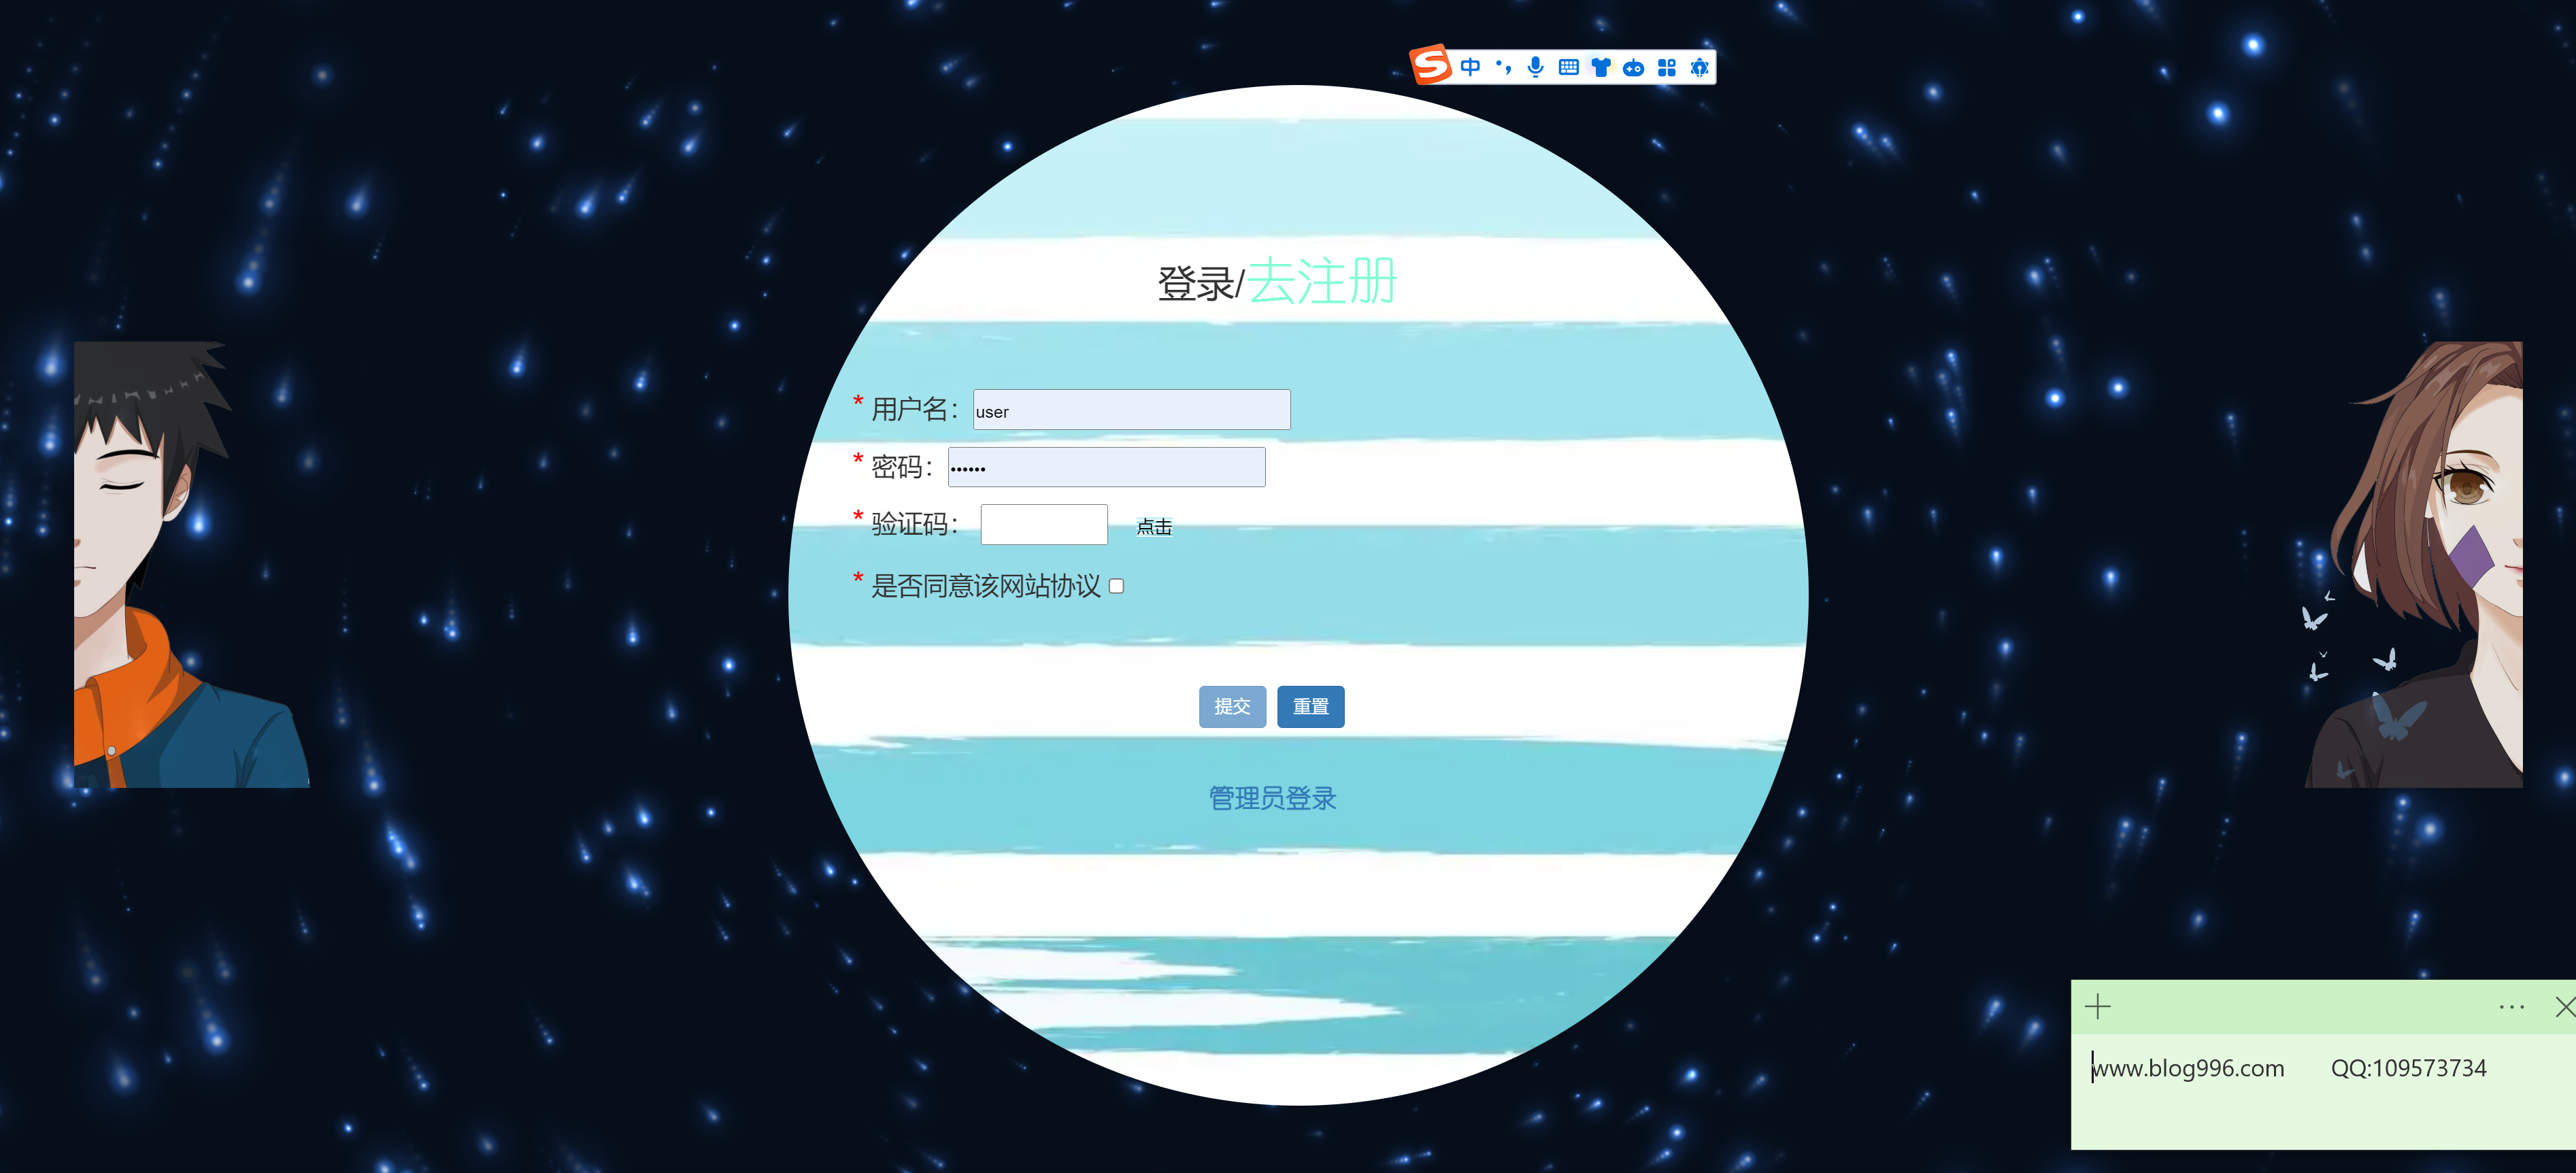 S 中
登录/去注册
* 用户名： user
* 密码： ••••••
* 验证码： 点击
* 是否同意该网站协议
提交 重置
管理员登录
www.blog996.com QQ:109573734